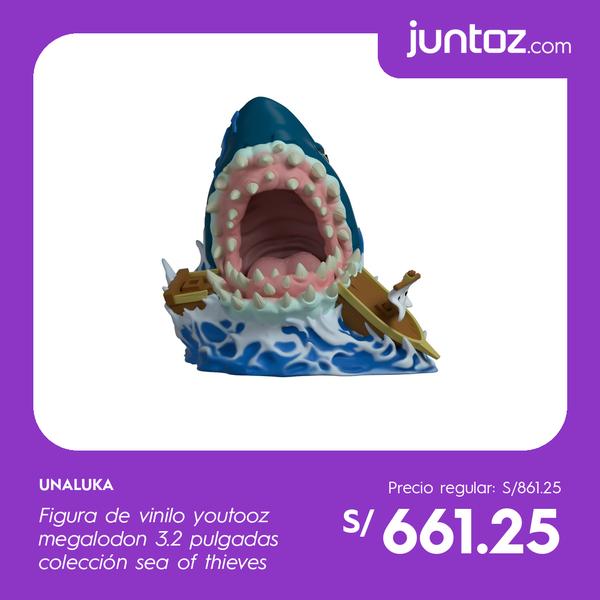 juntoz.com
UNALUKA
Figura de vinilo youtooz
megalodon 3.2 pulgadas
colección sea of thieves
Precio regular: S/861.25
S/ 661.25